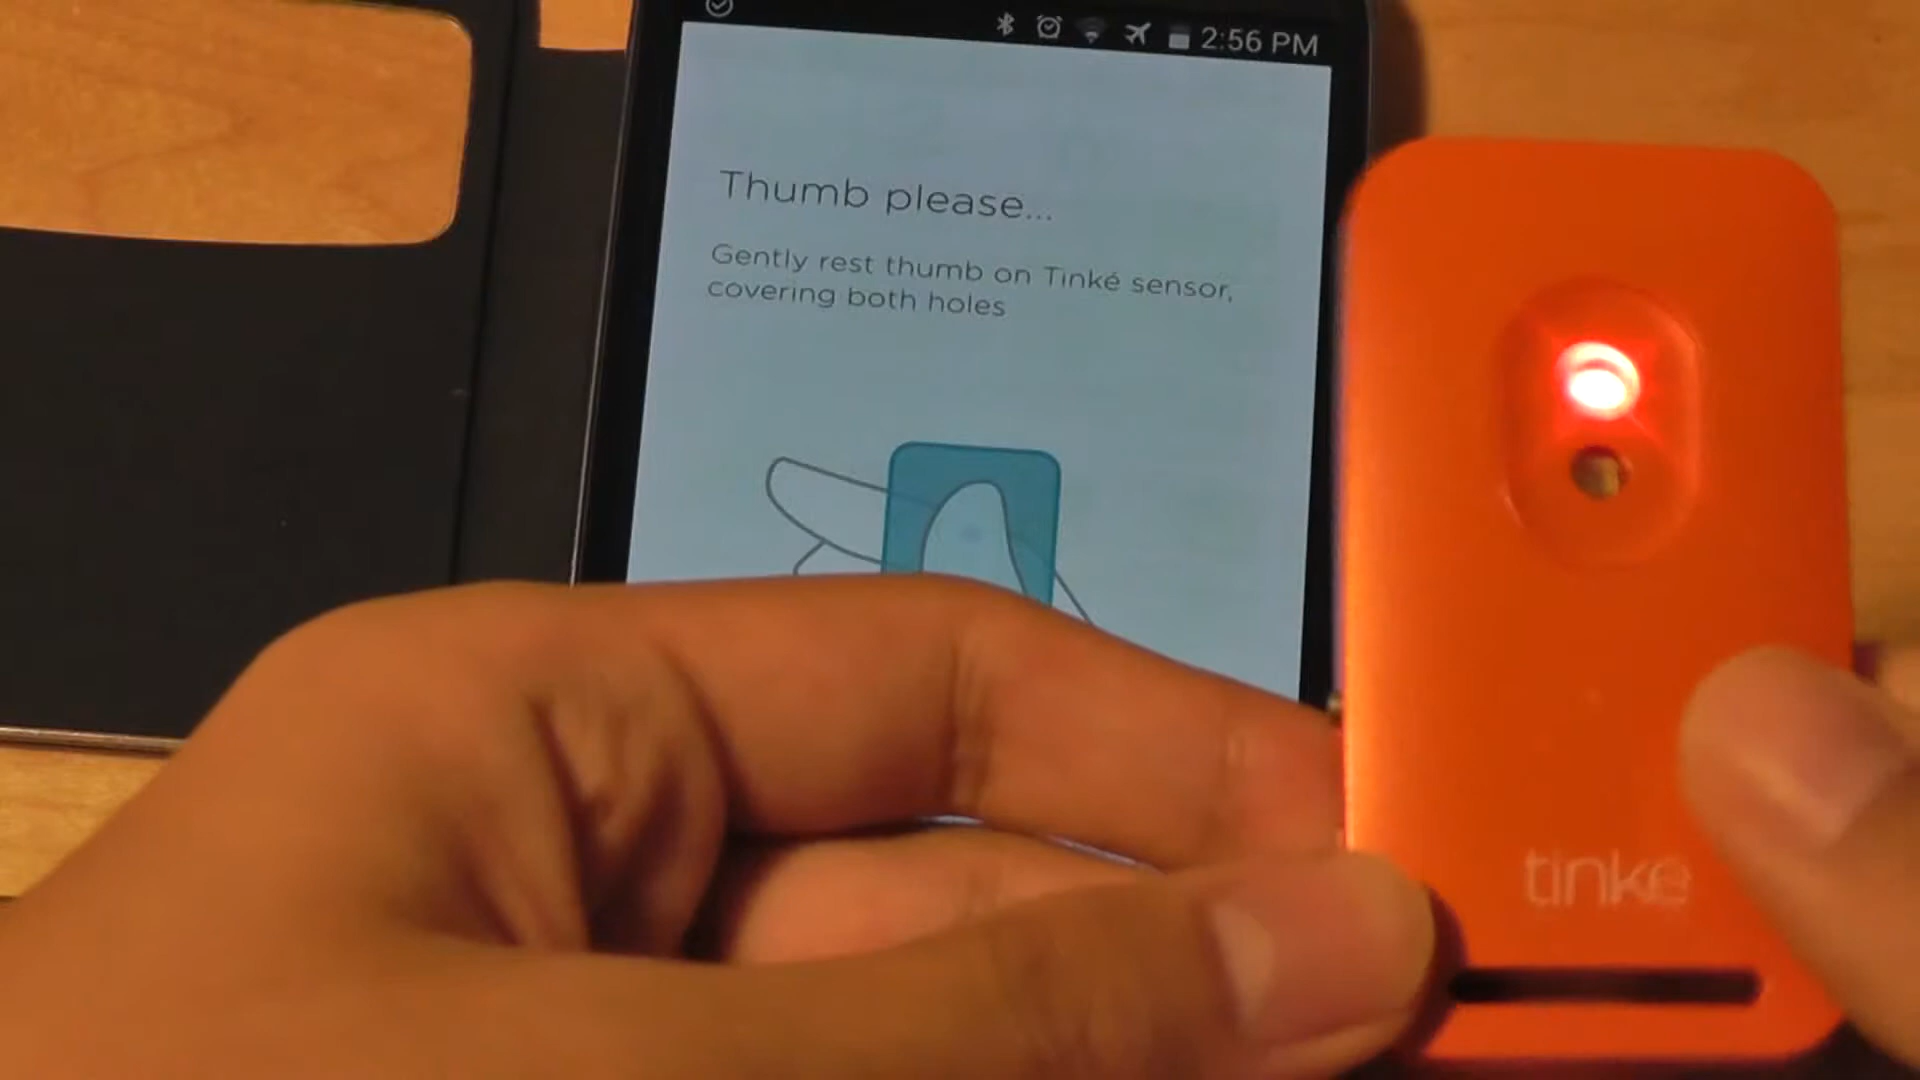 2:56 PM
Thumb please...
Gently rest thumb on Tinké sensor,
covering both holes
tinke